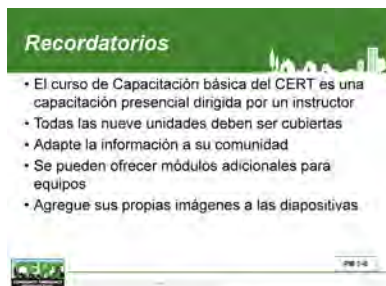 Recordatorios
• El curso de Capacitación básica del CERT es una
capacitación presencial dirigida por un instructor
• Todas las nueve unidades deben ser cubiertas
• Adapte la información a su comunidad
• Se pueden ofrecer módulos adicionales para
equipos
• Agregue sus propias imágenes a las diapositivas
CERT